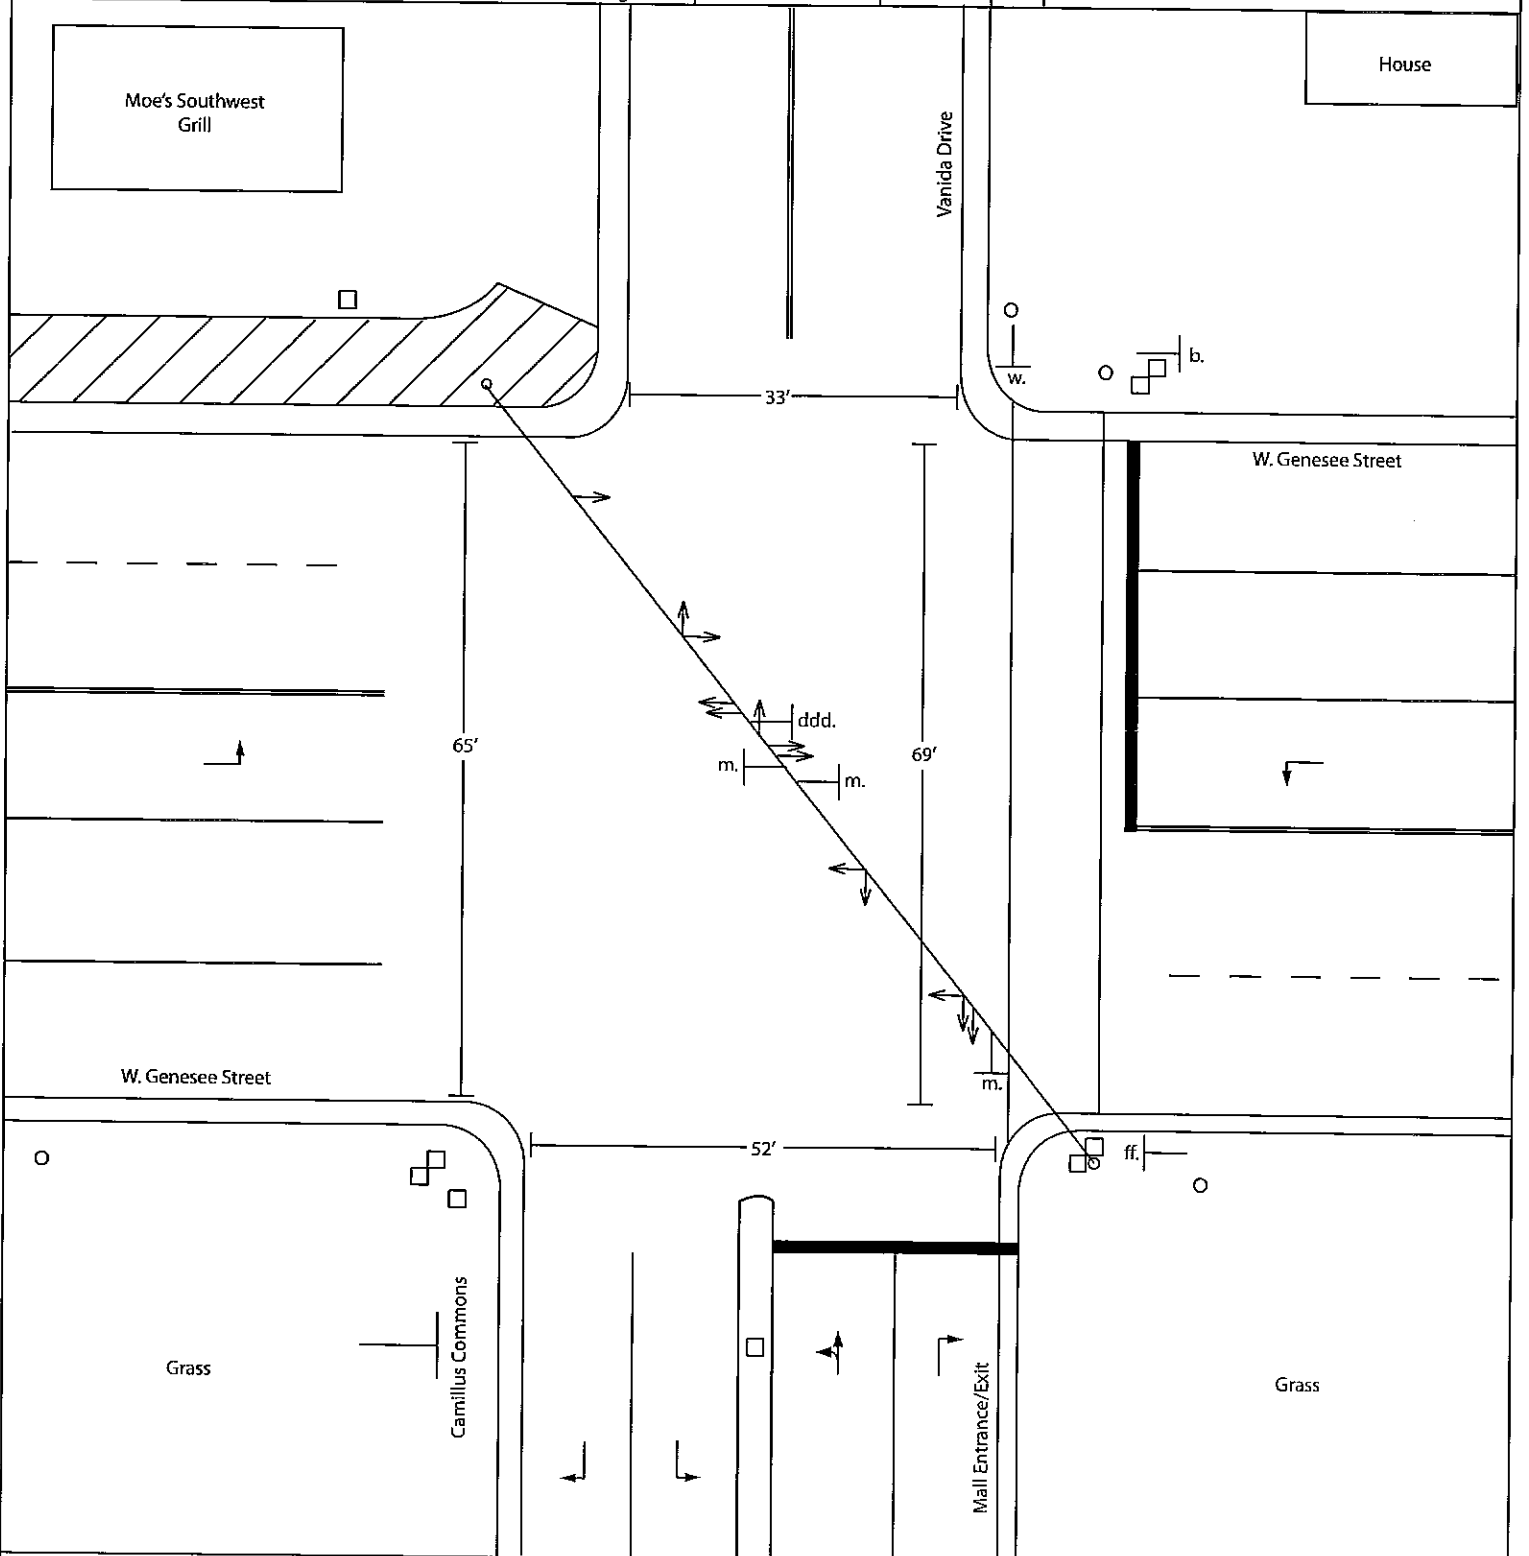 House
Moe's Southwest
Grill
Vanida Drive
b.
w.
33'
W. Genesee Street
ddd.
65'
69'
m.
m.
W. Genesee Street
m.
52'
ff.
Camillus Commons
Mall Entrance/Exit
Grass
Grass